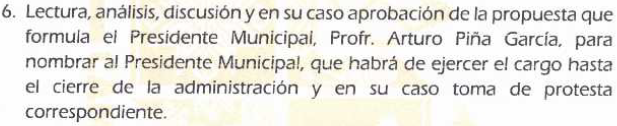 6. Lectura, análisis, discusión y en su caso aprobación de la propuesta que
formula el Presidente Municipal, Profr. Arturo Piña García, para
nombrar al Presidente Municipal, que habrá de ejercer el cargo hasta
el cierre de la administración y en su caso toma de protesta
correspondiente.